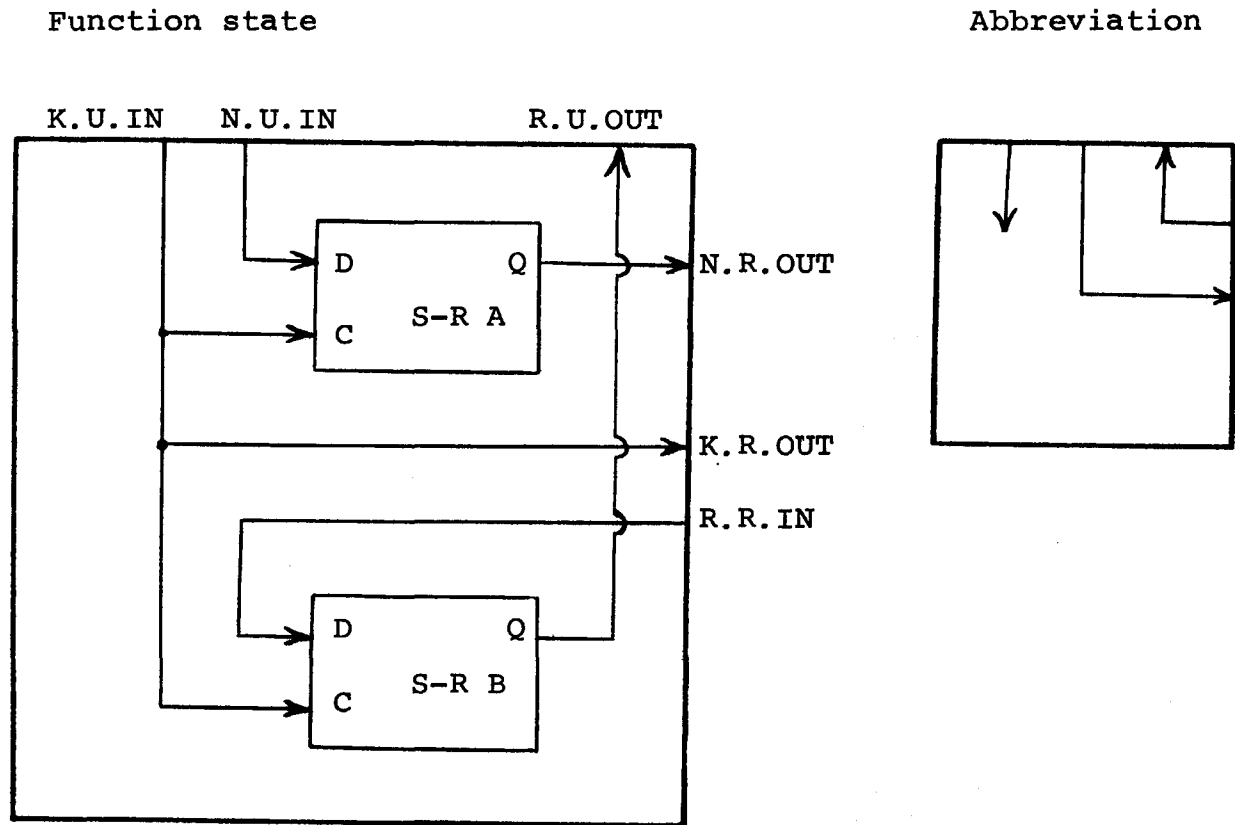 Function state
Abbreviation
K.U.IN N.U.IN R.U.OUT
D Q
N.R.OUT
S-R A
C
K.R.OUT
R.R.IN
D Q
S-R B
C